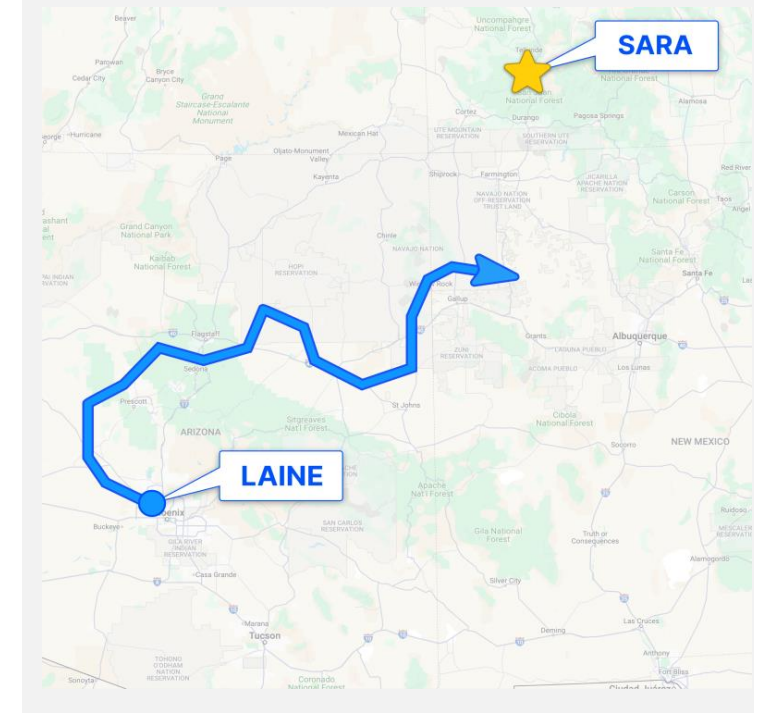 Beaver
Uncompahgre
National Forest
SARA
Parowan
Cedar City
Bryce
Canyon City
Grand
Staircase-Escalante
National
Monument
National Forest
National Forest
Alamosa
Cortez
Durango
Pagosa Springs
Hurricane
Mexican Hat
UTE MOUNTAIN
RESERVATION
SOUTHERN UTE
RESERVATION
Page
Oljato-Monument
Valley
Kayenta
Shiprock
Farmington
JICARILLA
APACHE NATION
RESERVATION
Red River
NAVAJO NATION
OFF-RESERVATION
TRUST LAND
Carson
National Forest
Taos
Angel
Grand Canyon
National Park
Chinle
NAVAJO NATION
Kaibab
National Forest
HOPI
RESERVATION
Santa Fe
National Forest
Santa Fe
Rock
Gallup
Flagstaff
Grants
Albuquerque
ZUNI
RESERVATION
LAGUNA PUEBLO
ACOMA PUEBLO
Los Lunas
Sedona
Prescott
St Johns
Sitgreaves
Nat'l Forest
Cibola
National Forest
ARIZONA
Socorro
NEW MEXICO
LAINE
Apache
Nat'l Forest
Buckeye
SAN CARLOS
RESERVATION
Gila National
Forest
Truth or
Consequences
Ruidoso
MESCALERO
GILA RIVER
INDIAN
RESERVATION
Alamogordo
Casa Grande
Silver City
Marana
Tucson
Las Cruces
Deming
Anthony
TOHONO
O'ODHAM
NATION
RESERVATION
Sonoyta
Coronado
National Forest
Fort Bliss
Ciudad Juárez